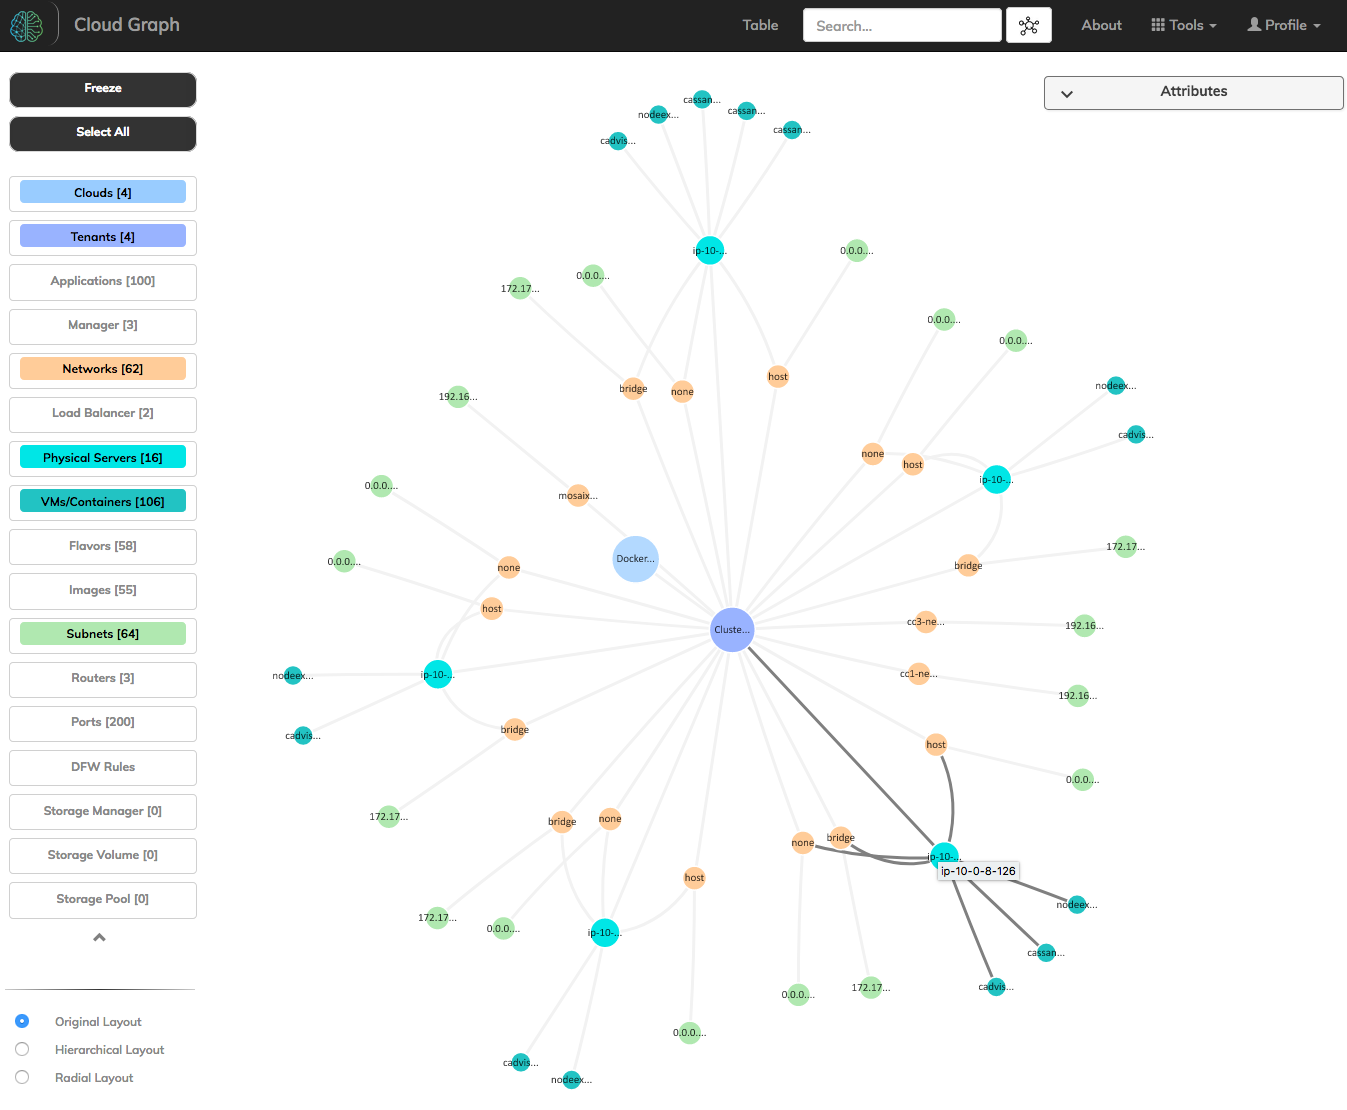 Cloud Graph
Table
Search...
About
Tools
Profile
Freeze
Select All
Clouds [4]
Tenants [4]
Applications [100]
Manager [3]
Networks [62]
Load Balancer [2]
Physical Servers [16]
VMs/Containers [106]
Flavors [58]
Images [55]
Subnets [64]
Routers [3]
Ports [200]
DFW Rules
Storage Manager [0]
Storage Volume [0]
Storage Pool [0]
Original Layout
Hierarchical Layout
Radial Layout
Attributes
cassan...
nodeex...
cassan...
cassan...
cadvis...
ip-10-...
0.0.0....
0.0.0....
172.17...
0.0.0....
0.0.0....
host
bridge
none
nodeex...
192.16...
cadvis...
none
host
ip-10-...
0.0.0....
mosaix...
172.17...
Docker...
0.0.0....
none
bridge
host
cc3-ne...
192.16...
Cluste...
nodeex...
ip-10-...
cc1-ne...
192.16...
bridge
cadvis...
host
0.0.0....
172.17...
bridge
none
none
bridge
ip-10-...
ip-10-0-8-126
host
nodeex...
172.17...
0.0.0....
ip-10-...
cassan...
cadvis...
0.0.0....
172.17...
0.0.0....
cadvis...
nodeex...